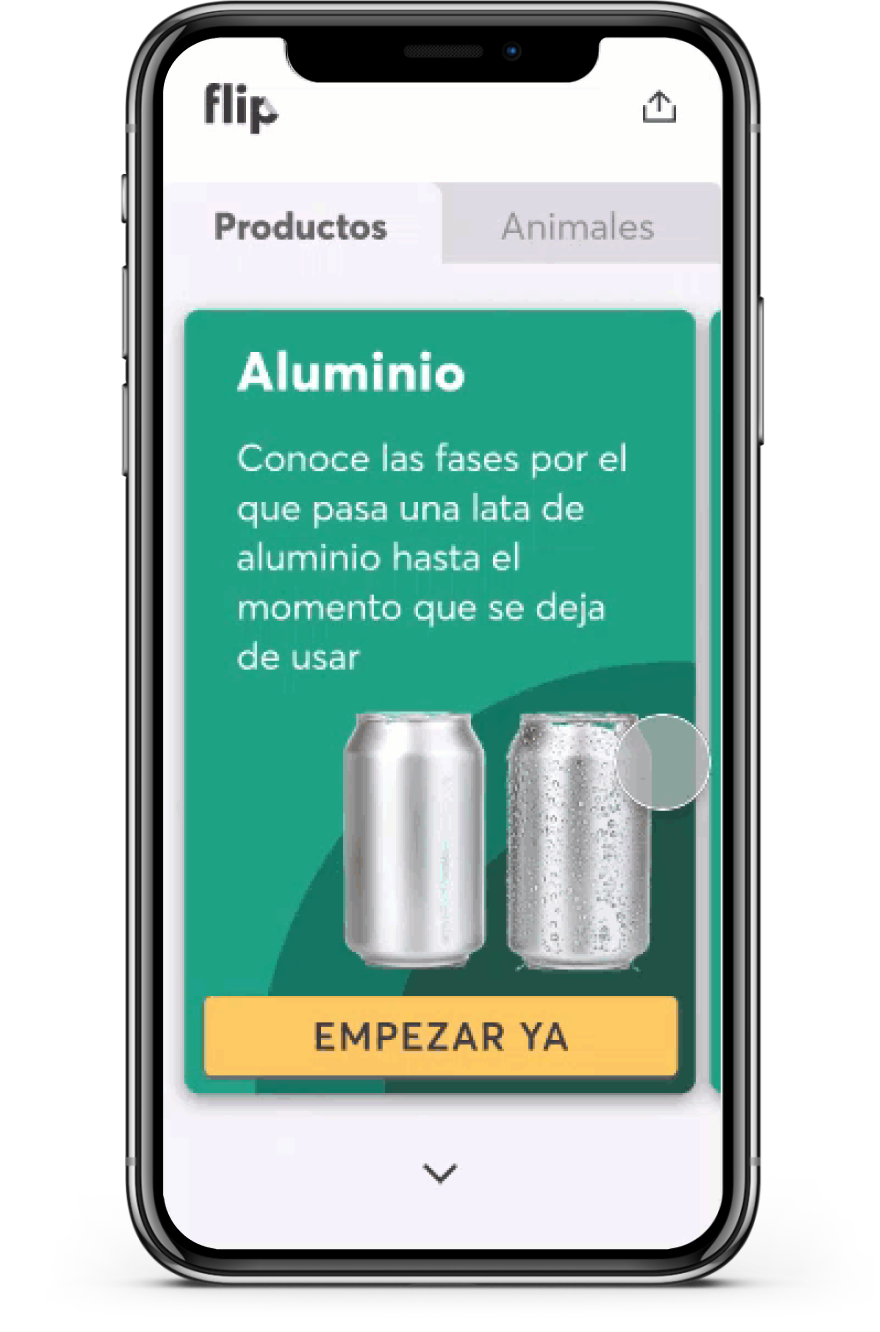 flip
Productos
Animales
Aluminio
Conoce las fases por el
que pasa una lata de
aluminio hasta el
momento que se deja
de usar
EMPEZAR YA